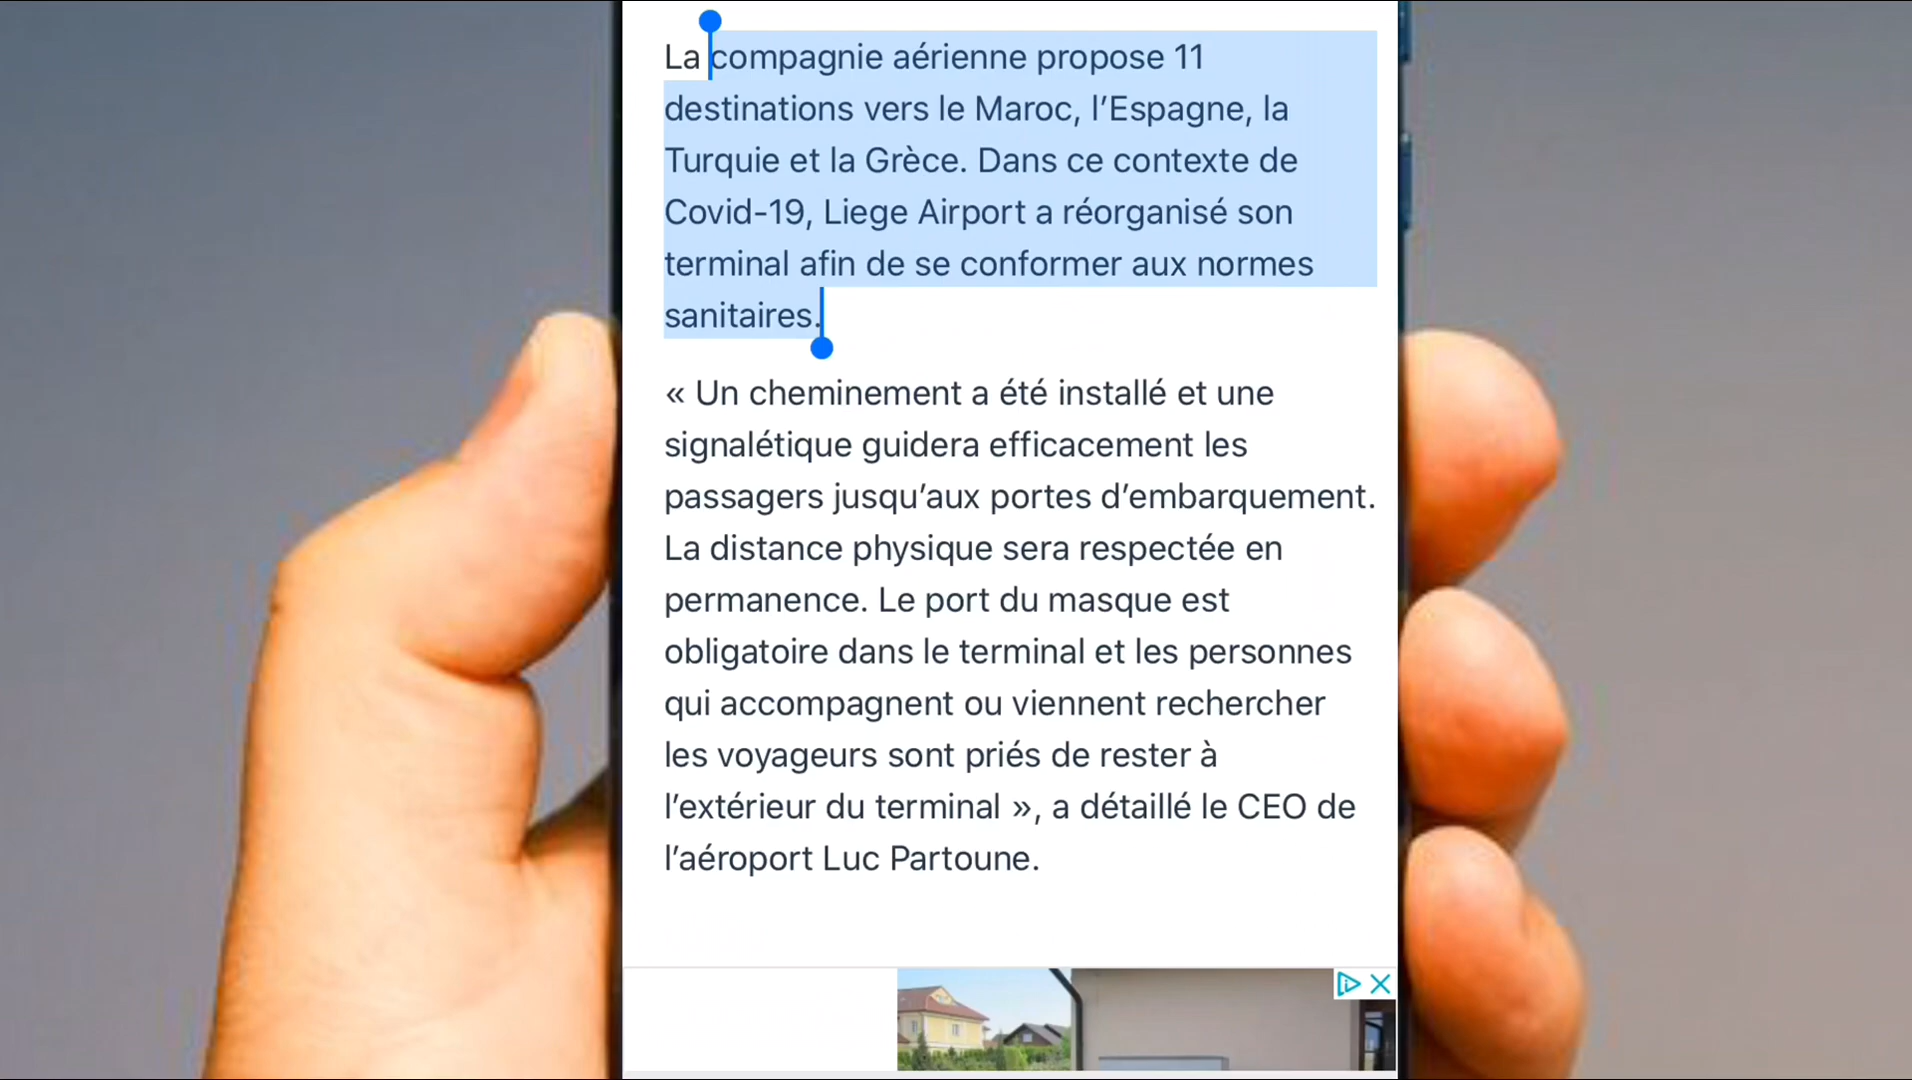 La compagnie aérienne propose 11
destinations vers le Maroc, l’Espagne, la
Turquie et la Grèce. Dans ce contexte de
Covid-19, Liege Airport a réorganisé son
terminal afin de se conformer aux normes
sanitaires.
« Un cheminement a été installé et une
signalétique guidera efficacement les
passagers jusqu’aux portes d’embarquement.
La distance physique sera respectée en
permanence. Le port du masque est
obligatoire dans le terminal et les personnes
qui accompagnent ou viennent rechercher
les voyageurs sont priés de rester à
l’extérieur du terminal », a détaillé le CEO de
l’aéroport Luc Partoune.